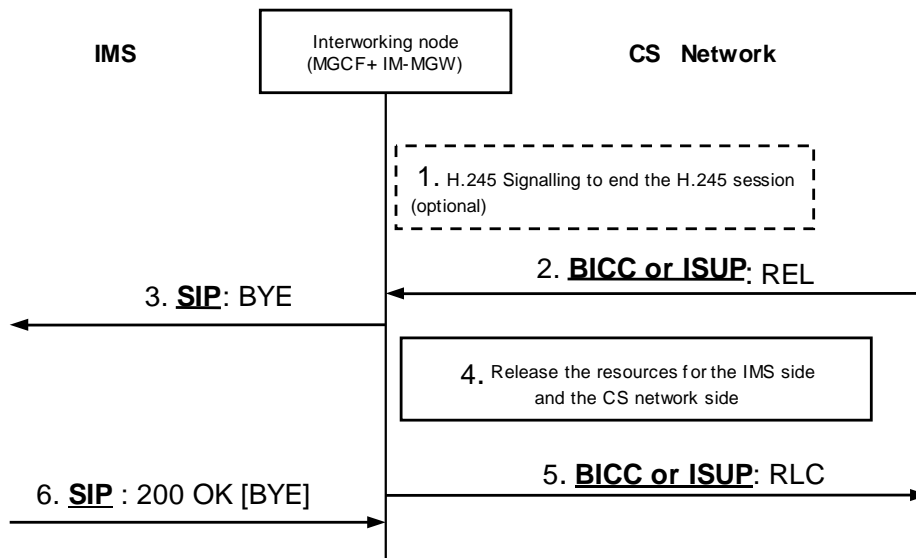 Interworking node
(MGCF+ IM-MGW)
IMS
CS Network
1. H.245 Signalling to end the H.245 session
(optional)
2. BICC or ISUP: REL
3. SIP: BYE
4. Release the resources for the IMS side
and the CS network side
5. BICC or ISUP: RLC
6. SIP : 200 OK [BYE]